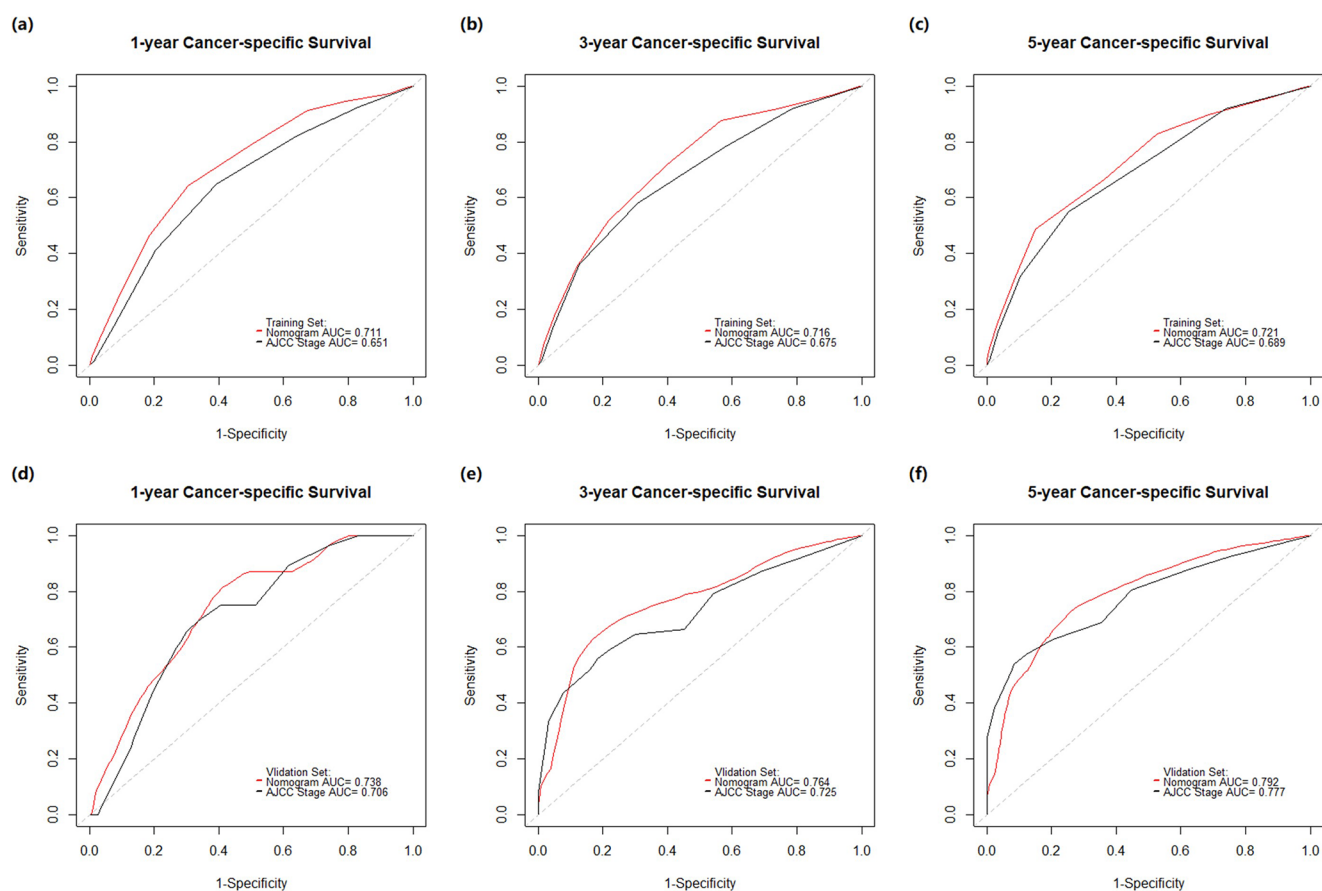 (a)
1-year Cancer-specific Survival
Sensitivity
1.0
0.8
0.6
0.4
0.2
0.0
Training Set:
Nomogram AUC= 0.711
AJCC Stage AUC= 0.651
0.0 0.2 0.4 0.6 0.8 1.0
1-Specificity
(b)
3-year Cancer-specific Survival
Sensitivity
1.0
0.8
0.6
0.4
0.2
0.0
Training Set:
Nomogram AUC= 0.716
AJCC Stage AUC= 0.675
0.0 0.2 0.4 0.6 0.8 1.0
1-Specificity
(c)
5-year Cancer-specific Survival
Sensitivity
1.0
0.8
0.6
0.4
0.2
0.0
Training Set:
Nomogram AUC= 0.721
AJCC Stage AUC= 0.689
0.0 0.2 0.4 0.6 0.8 1.0
1-Specificity
(d)
1-year Cancer-specific Survival
Sensitivity
1.0
0.8
0.6
0.4
0.2
0.0
Vlidation Set:
Nomogram AUC= 0.738
AJCC Stage AUC= 0.706
0.0 0.2 0.4 0.6 0.8 1.0
1-Specificity
(e)
3-year Cancer-specific Survival
Sensitivity
1.0
0.8
0.6
0.4
0.2
0.0
Vlidation Set:
Nomogram AUC= 0.764
AJCC Stage AUC= 0.725
0.0 0.2 0.4 0.6 0.8 1.0
1-Specificity
(f)
5-year Cancer-specific Survival
Sensitivity
1.0
0.8
0.6
0.4
0.2
0.0
Vlidation Set:
Nomogram AUC= 0.792
AJCC Stage AUC= 0.777
0.0 0.2 0.4 0.6 0.8 1.0
1-Specificity